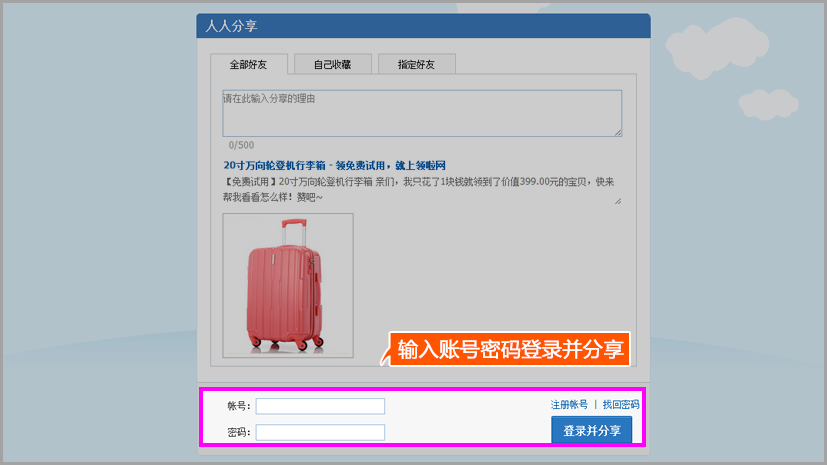 人人分享
全部好友 自己收藏 指定好友
请在此输入分享的理由
0/500
20寸万向轮登机行李箱 - 领免费试用，就上领啦网
【免费试用】20寸万向轮登机行李箱 亲们，我只花了1块钱就领到了价值399.00元的宝贝，快来
帮我看看怎么样！赞吧~
输入账号密码登录并分享
帐号： 注册帐号 | 找回密码
密码： 登录并分享